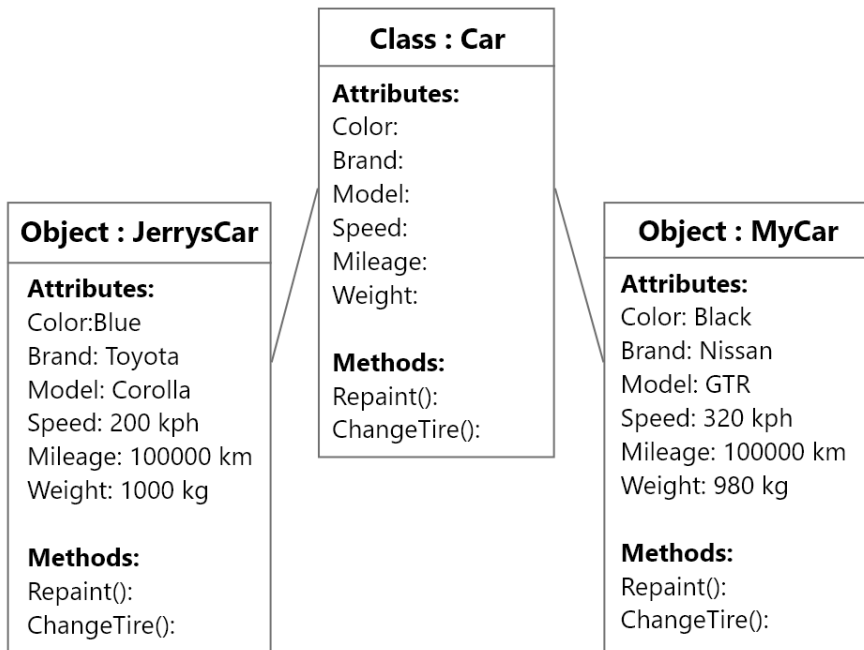 Class : Car
Attributes:
Color:
Brand:
Model:
Speed:
Mileage:
Weight:
Methods:
Repaint():
ChangeTire():
Object : JerrysCar
Attributes:
Color:Blue
Brand: Toyota
Model: Corolla
Speed: 200 kph
Mileage: 100000 km
Weight: 1000 kg
Methods:
Repaint():
ChangeTire():
Object : MyCar
Attributes:
Color: Black
Brand: Nissan
Model: GTR
Speed: 320 kph
Mileage: 100000 km
Weight: 980 kg
Methods:
Repaint():
ChangeTire():